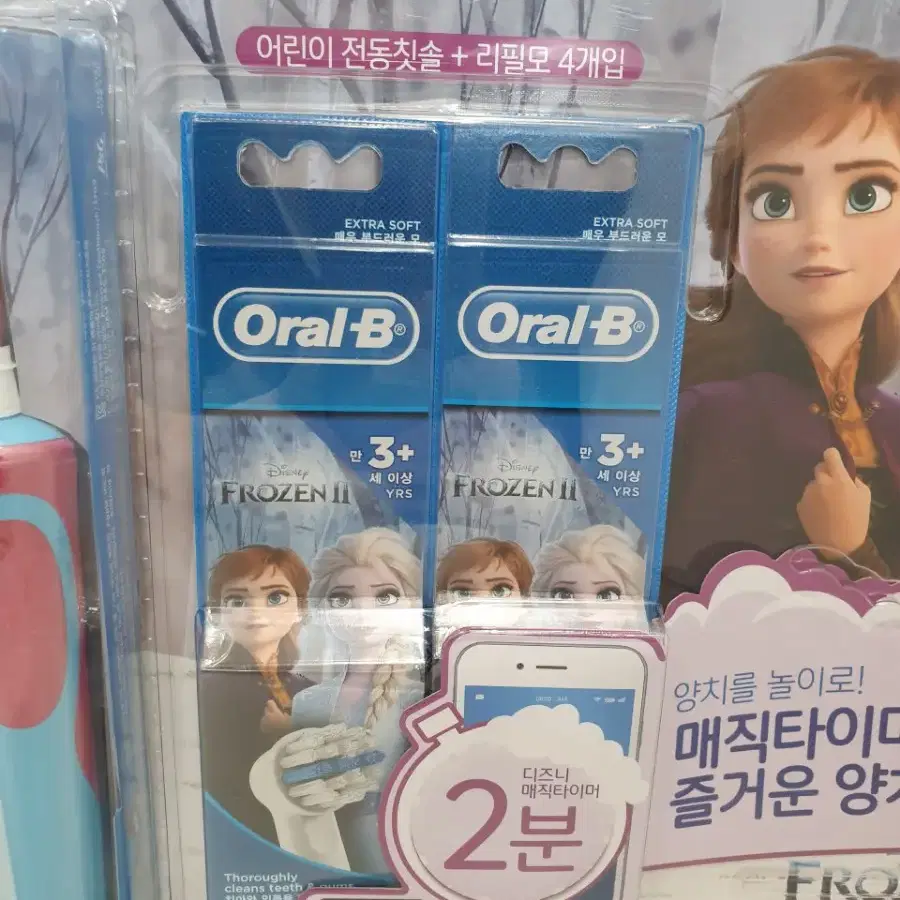 어린이 전동칫솔 + 리필모 4개입
Oral-B
EXTRA SOFT
매우 부드러운 모
EXTRA SOFT
매우 부드러운 모
Oral-B®
Oral-B®
만 3+
세 이상
YRS
Disney
FROZEN II
만 3+
세 이상
YRS
Disney
FROZEN II
양치를 놀이로!
매직타이머
즐거운 양
디즈니
매직타이머
2분
Oral-B
Thoroughly
cleans teeth & gums
FRO